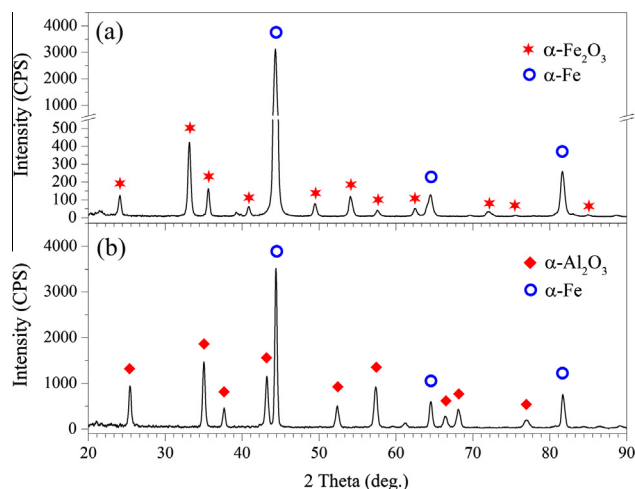 (a)
α-Fe₂O₃
α-Fe
Intensity (CPS)
4000
3000
2000
1000
500
400
300
200
100
0
(b)
α-Al₂O₃
α-Fe
Intensity (CPS)
4000
3000
2000
1000
0
20 30 40 50 60 70 80 90
2 Theta (deg.)